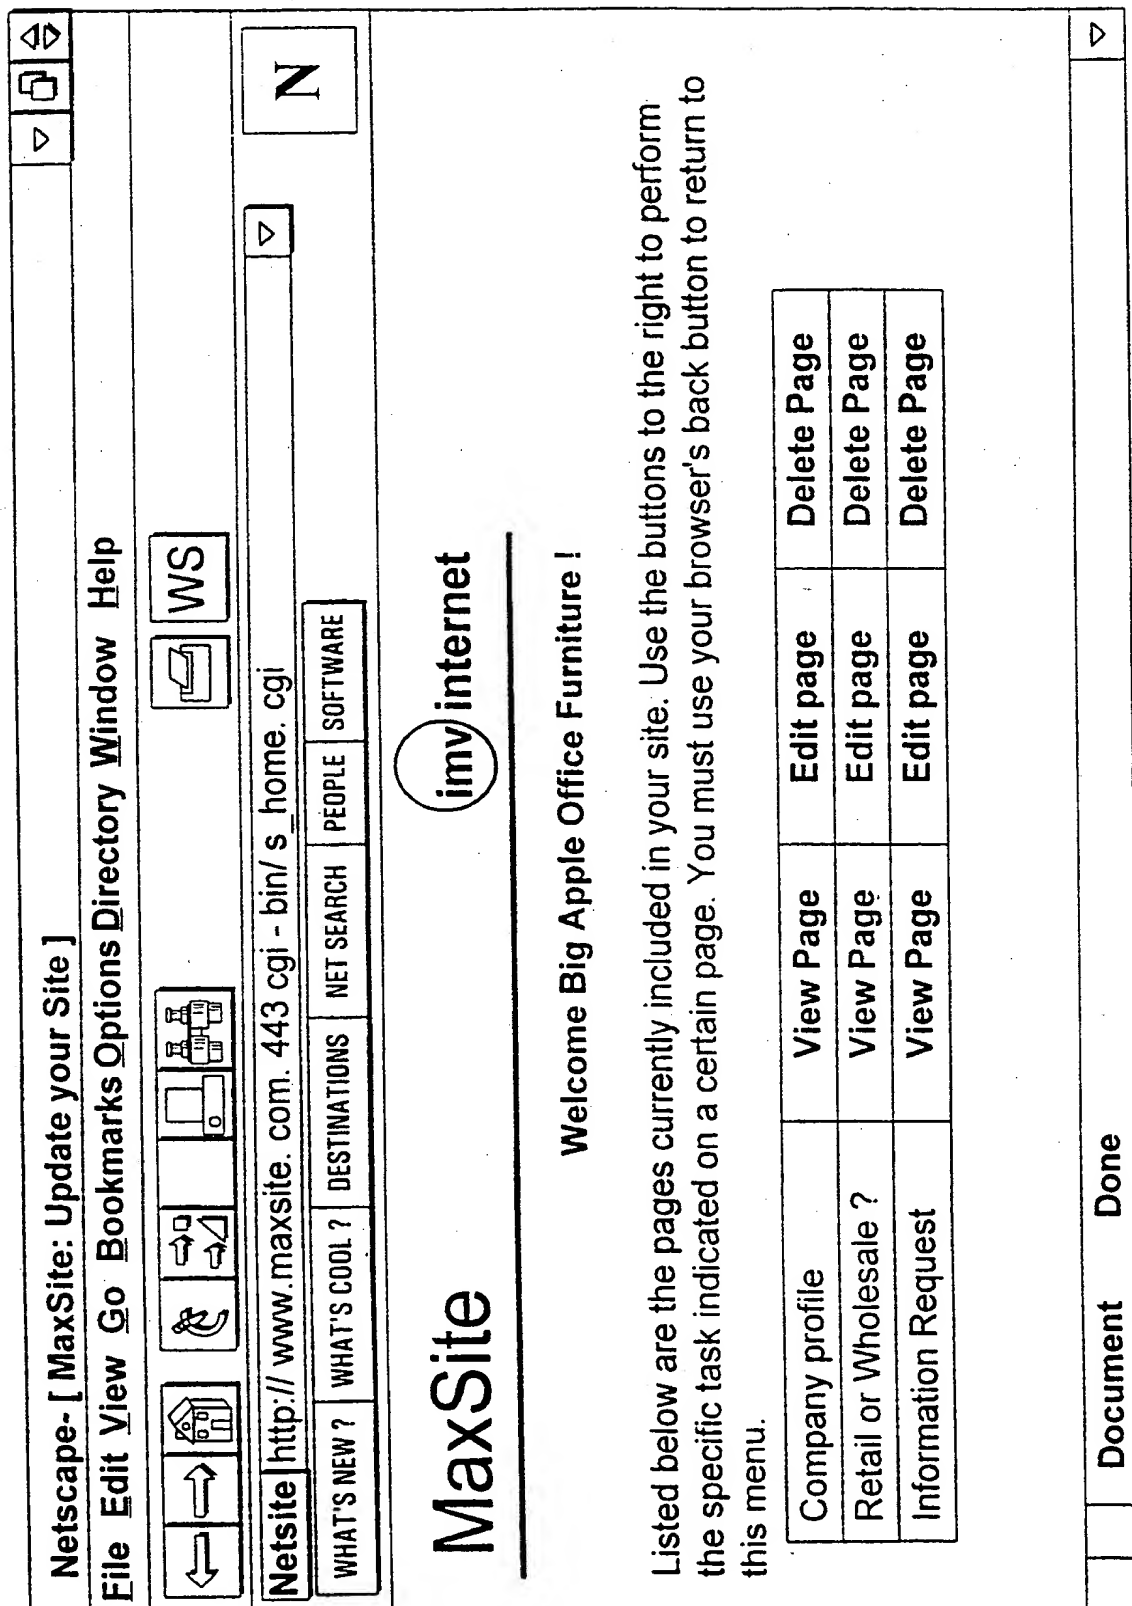 Netscape- [ MaxSite: Update your Site ]
File Edit View Go Bookmarks Options Directory Window Help
WS
Netsite http:// www.maxsite. com. 443 cgi - bin/ s_home. cgi
N
WHAT'S NEW ? WHAT'S COOL ? DESTINATIONS NET SEARCH PEOPLE SOFTWARE
MaxSite imv internet
Welcome Big Apple Office Furniture !
Listed below are the pages currently included in your site. Use the buttons to the right to perform
the specific task indicated on a certain page. You must use your browser's back button to return to
this menu.
Company profile View Page Edit page Delete Page
Retail or Wholesale ? View Page Edit page Delete Page
Information Request View Page Edit page Delete Page
Document Done